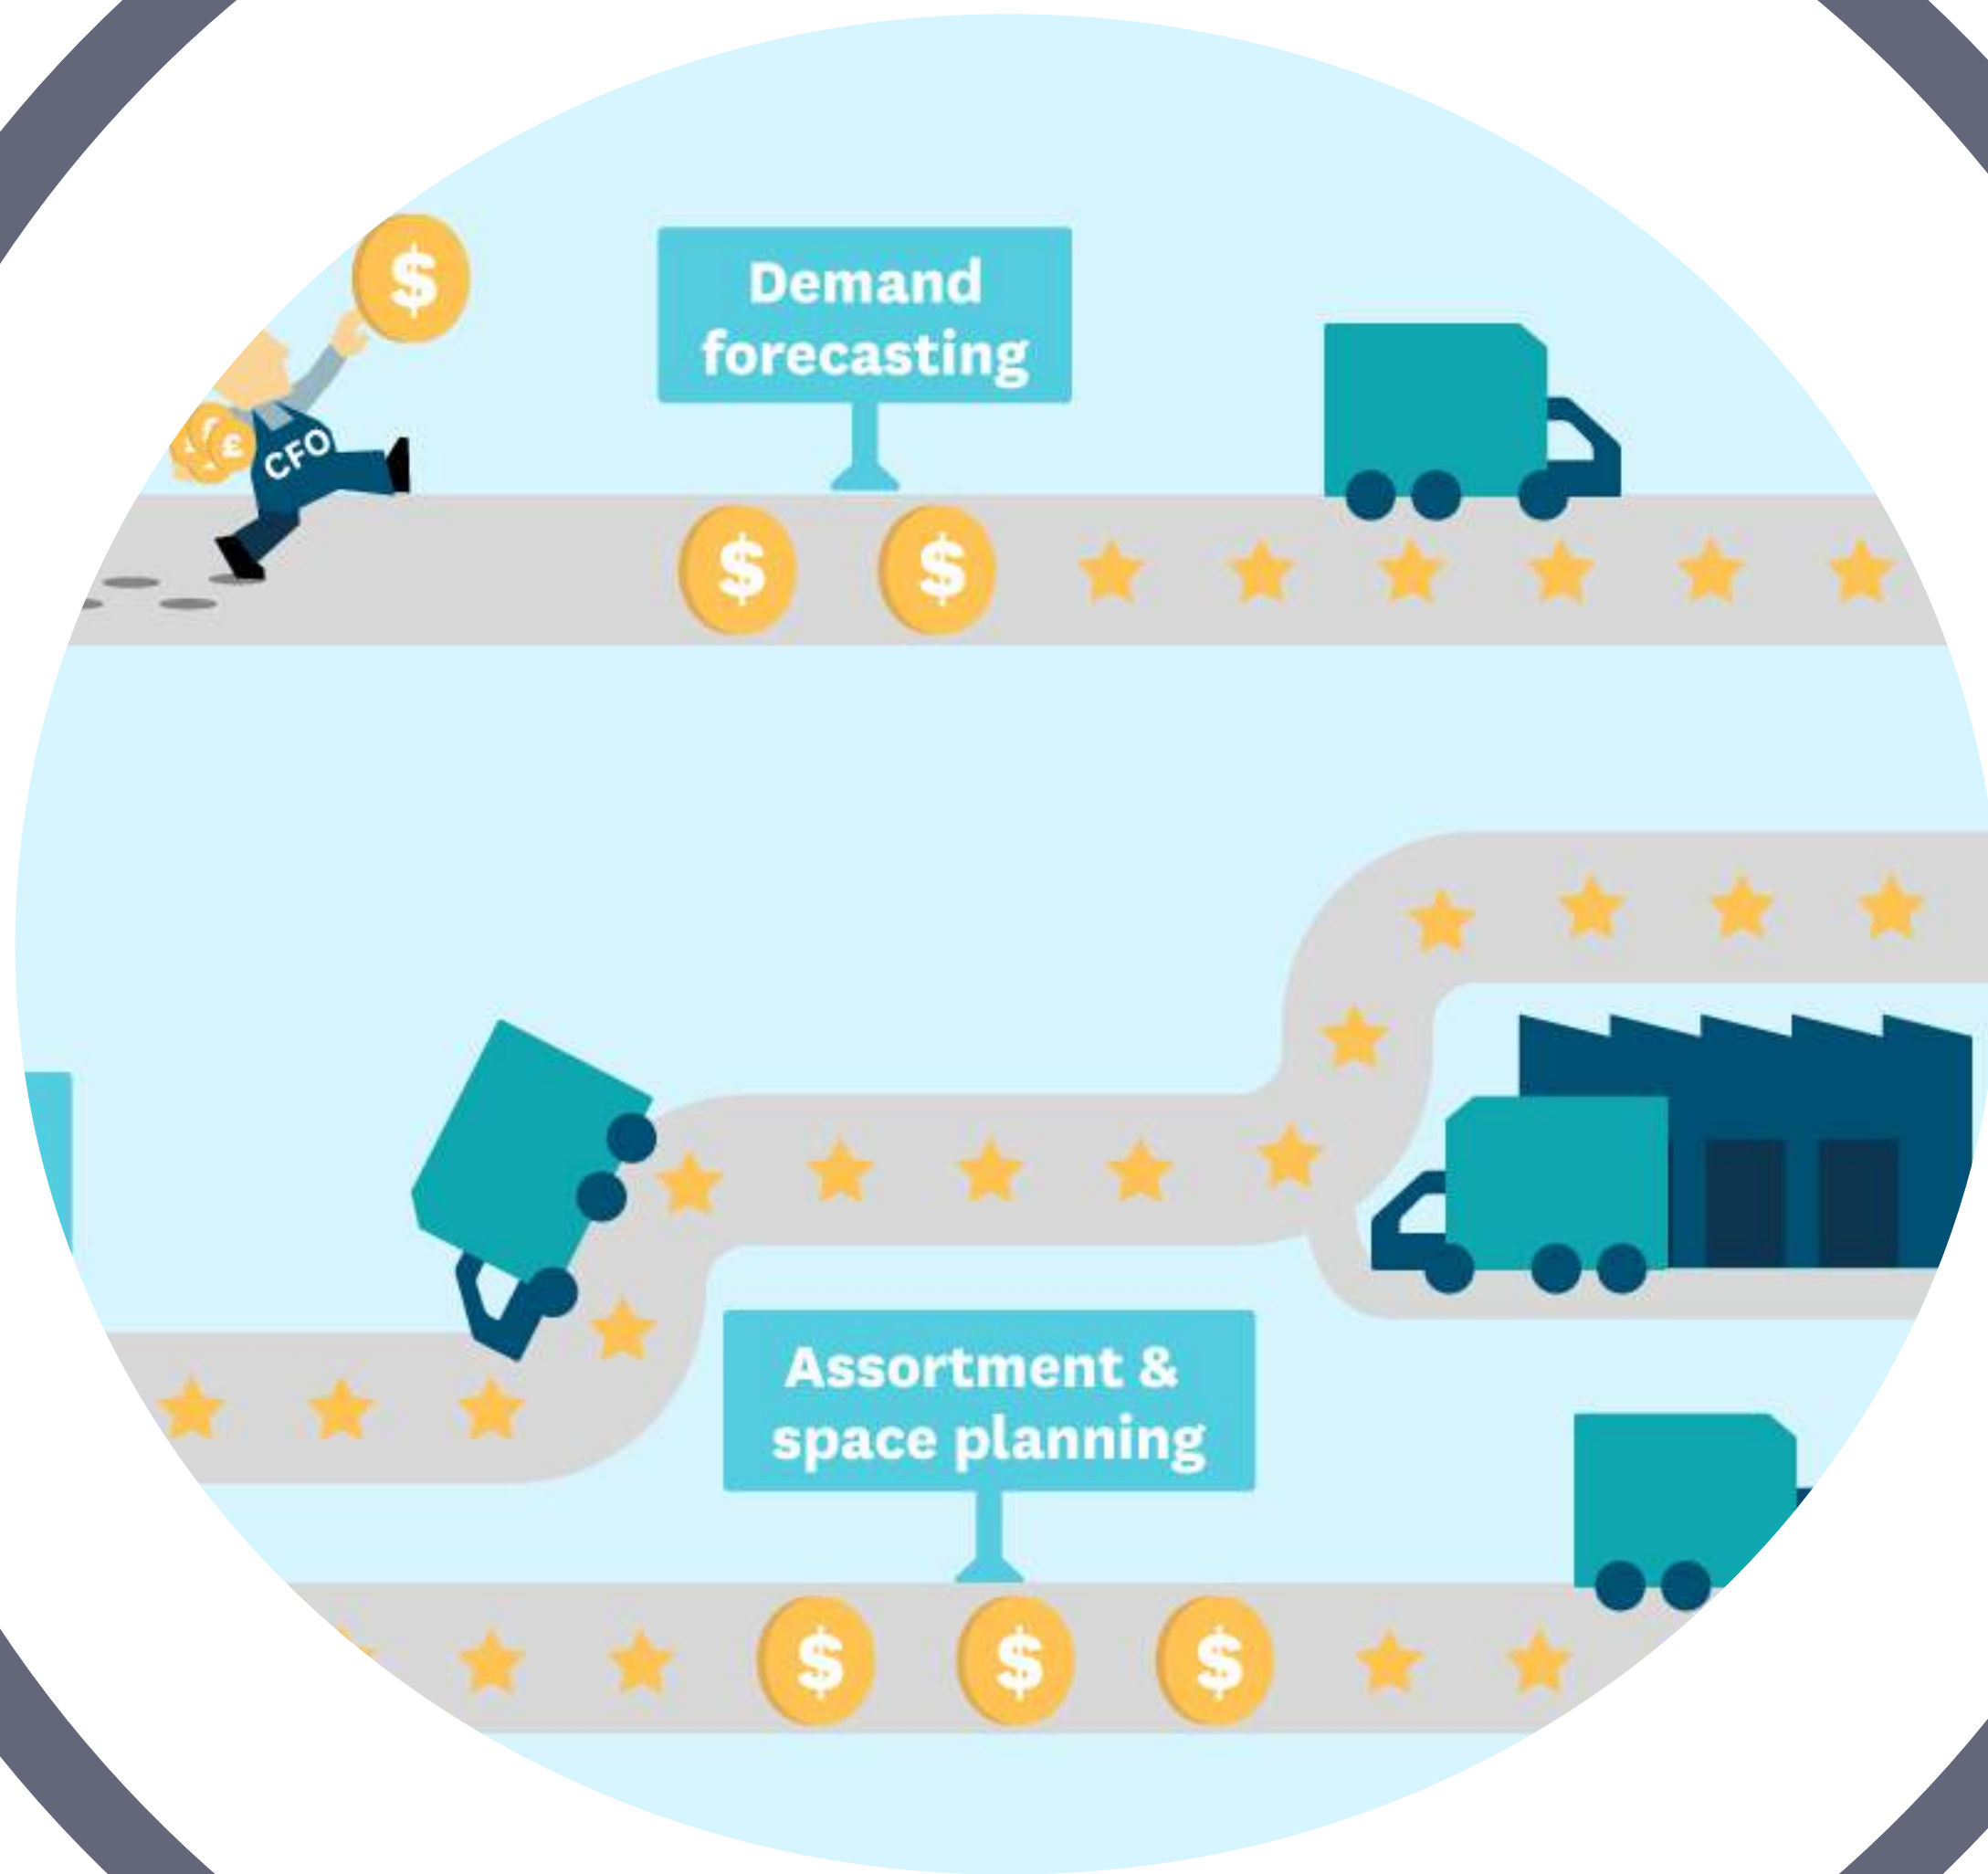 $
Demand
forecasting
£ £
CFO
$ $
Assortment &
space planning
$ $ $